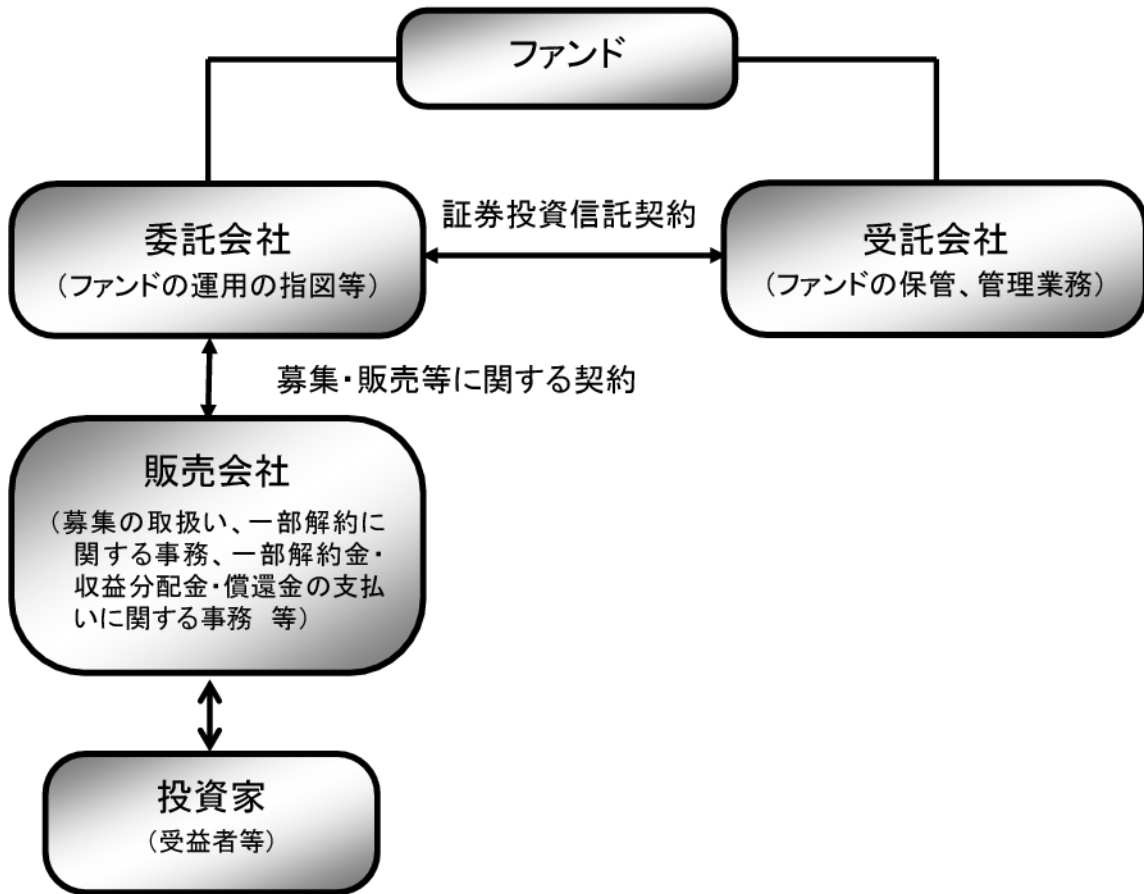 ファンド
委託会社
（ファンドの運用の指図等）
証券投資信託契約
受託会社
（ファンドの保管、管理業務）
募集・販売等に関する契約
販売会社
（募集の取扱い、一部解約に
関する事務、一部解約金・
収益分配金・償還金の支払
いに関する事務　等）
投資家
（受益者等）